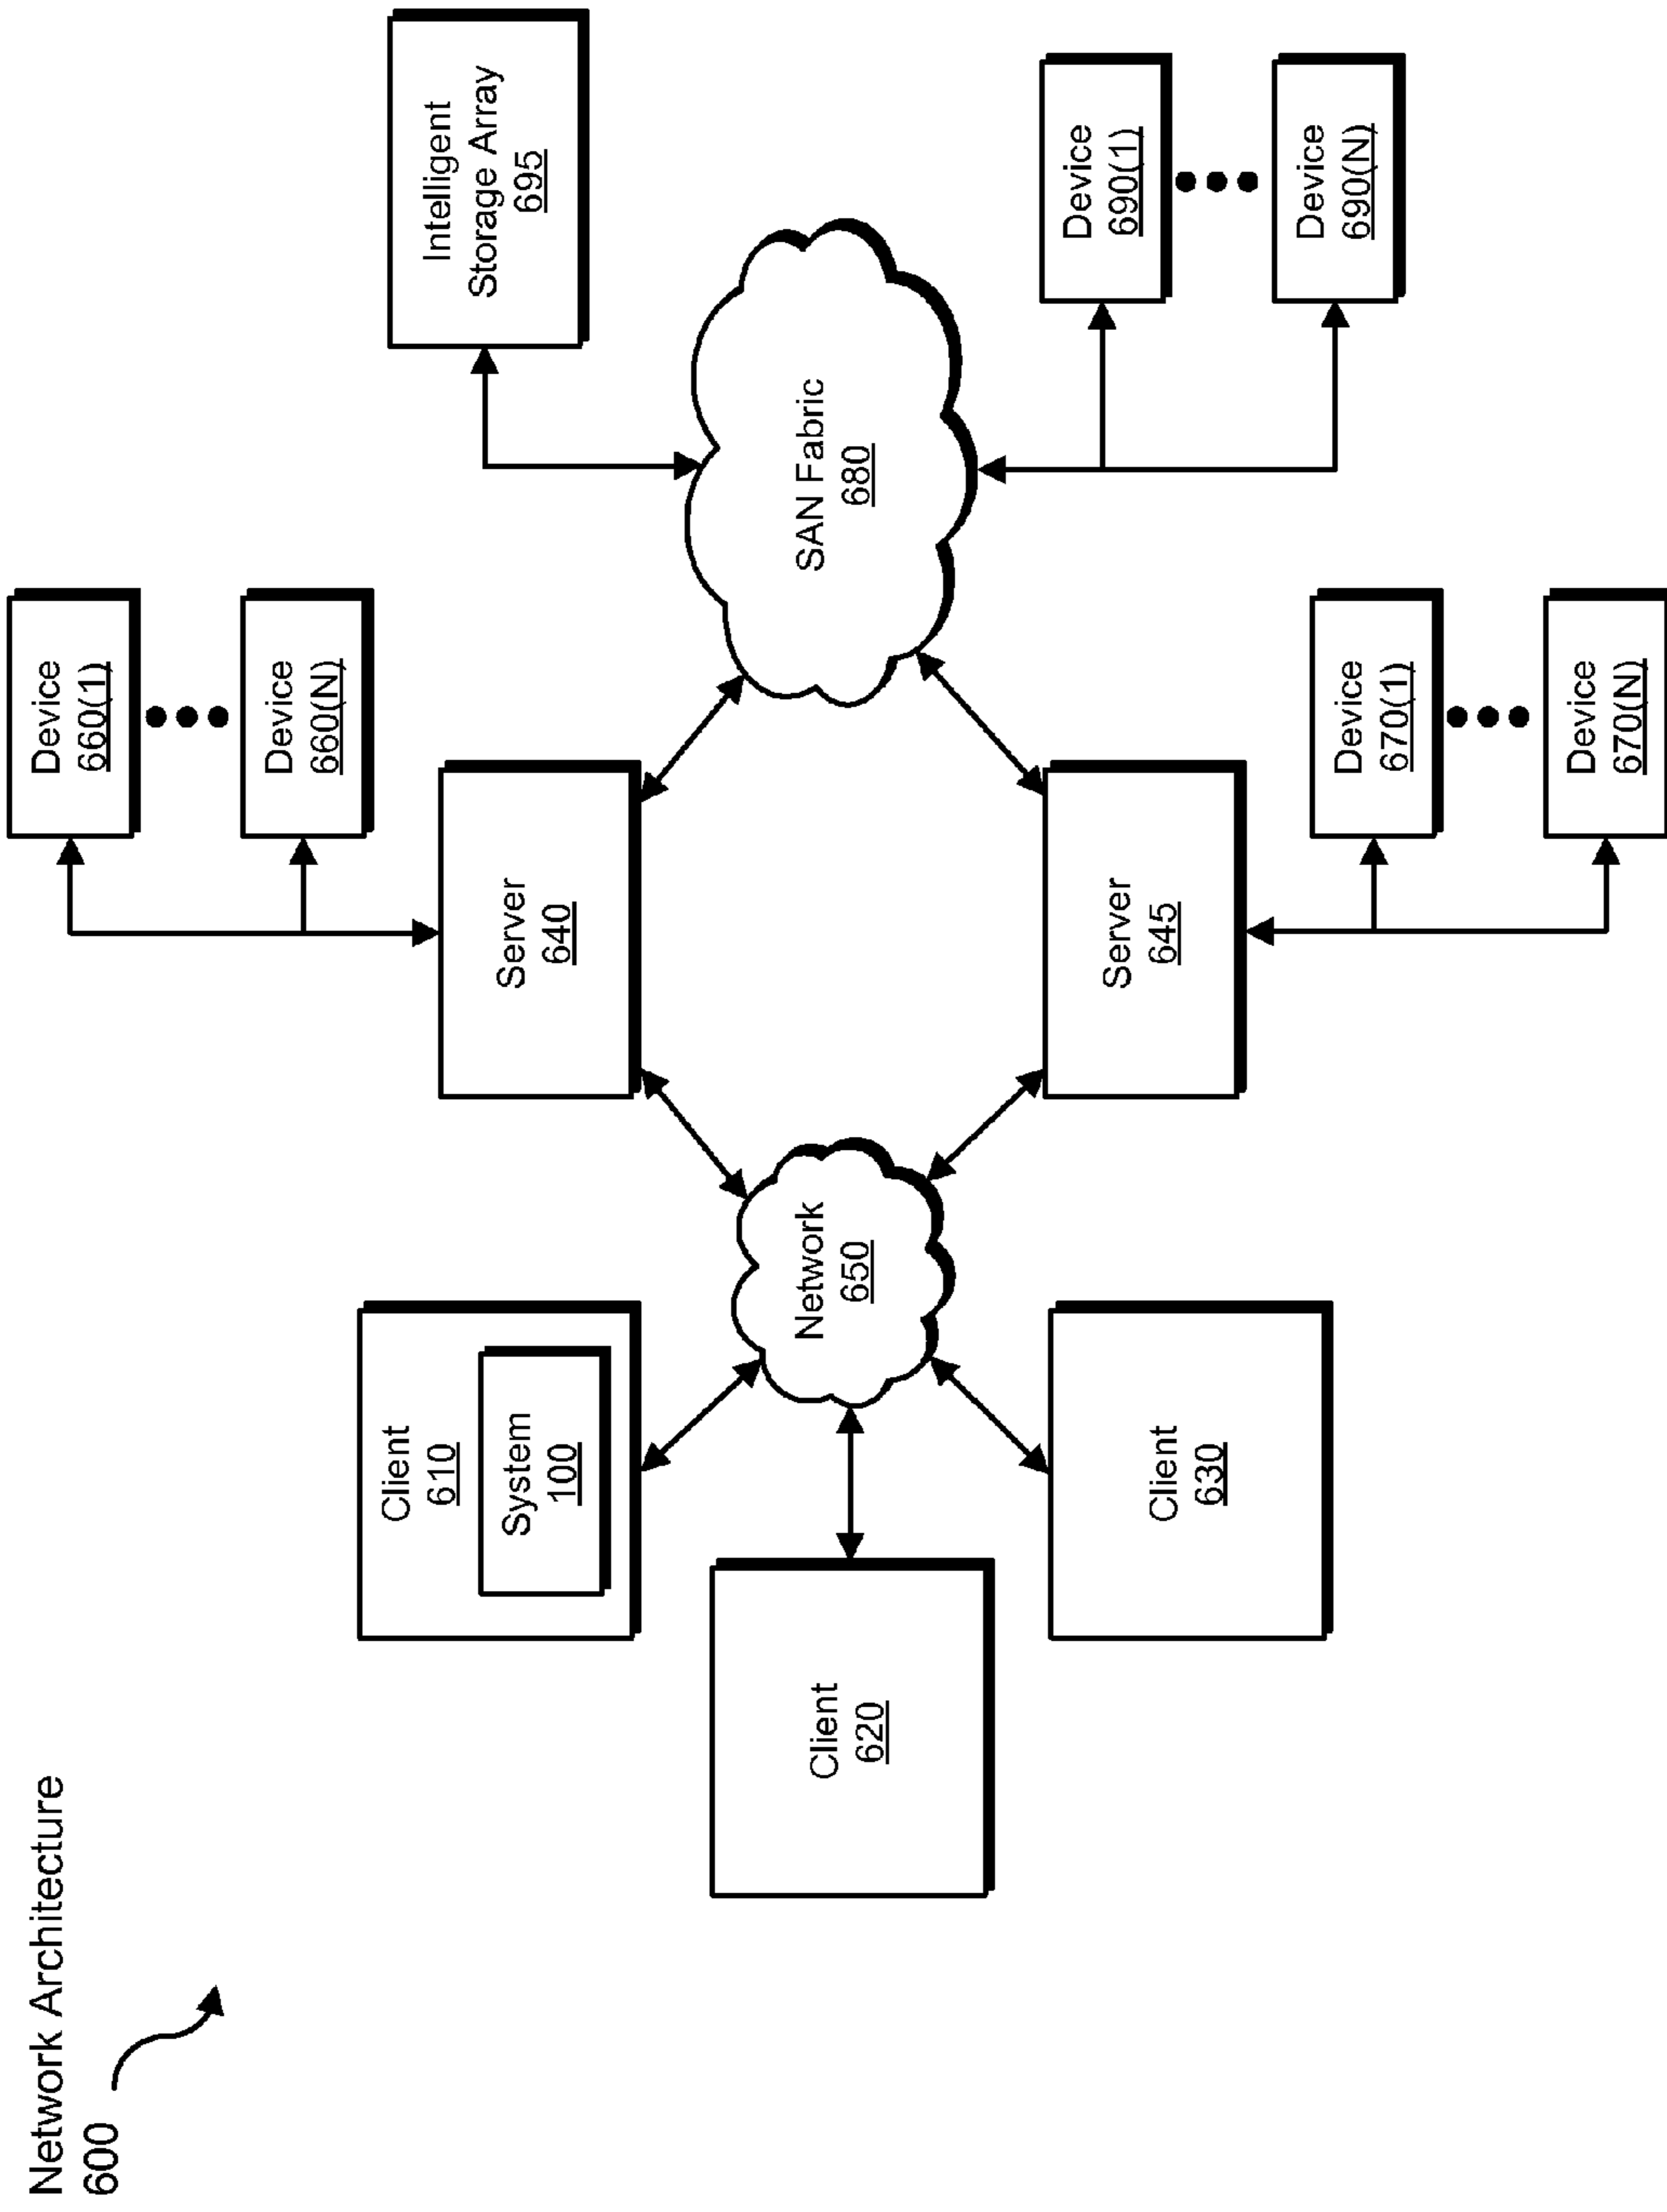 Network Architecture
600
Client
610
System
100
Client
620
Client
630
Network
650
Server
640
Server
645
Device
660(1)
Device
660(N)
Device
670(1)
Device
670(N)
SAN Fabric
680
Intelligent
Storage Array
695
Device
690(1)
Device
690(N)